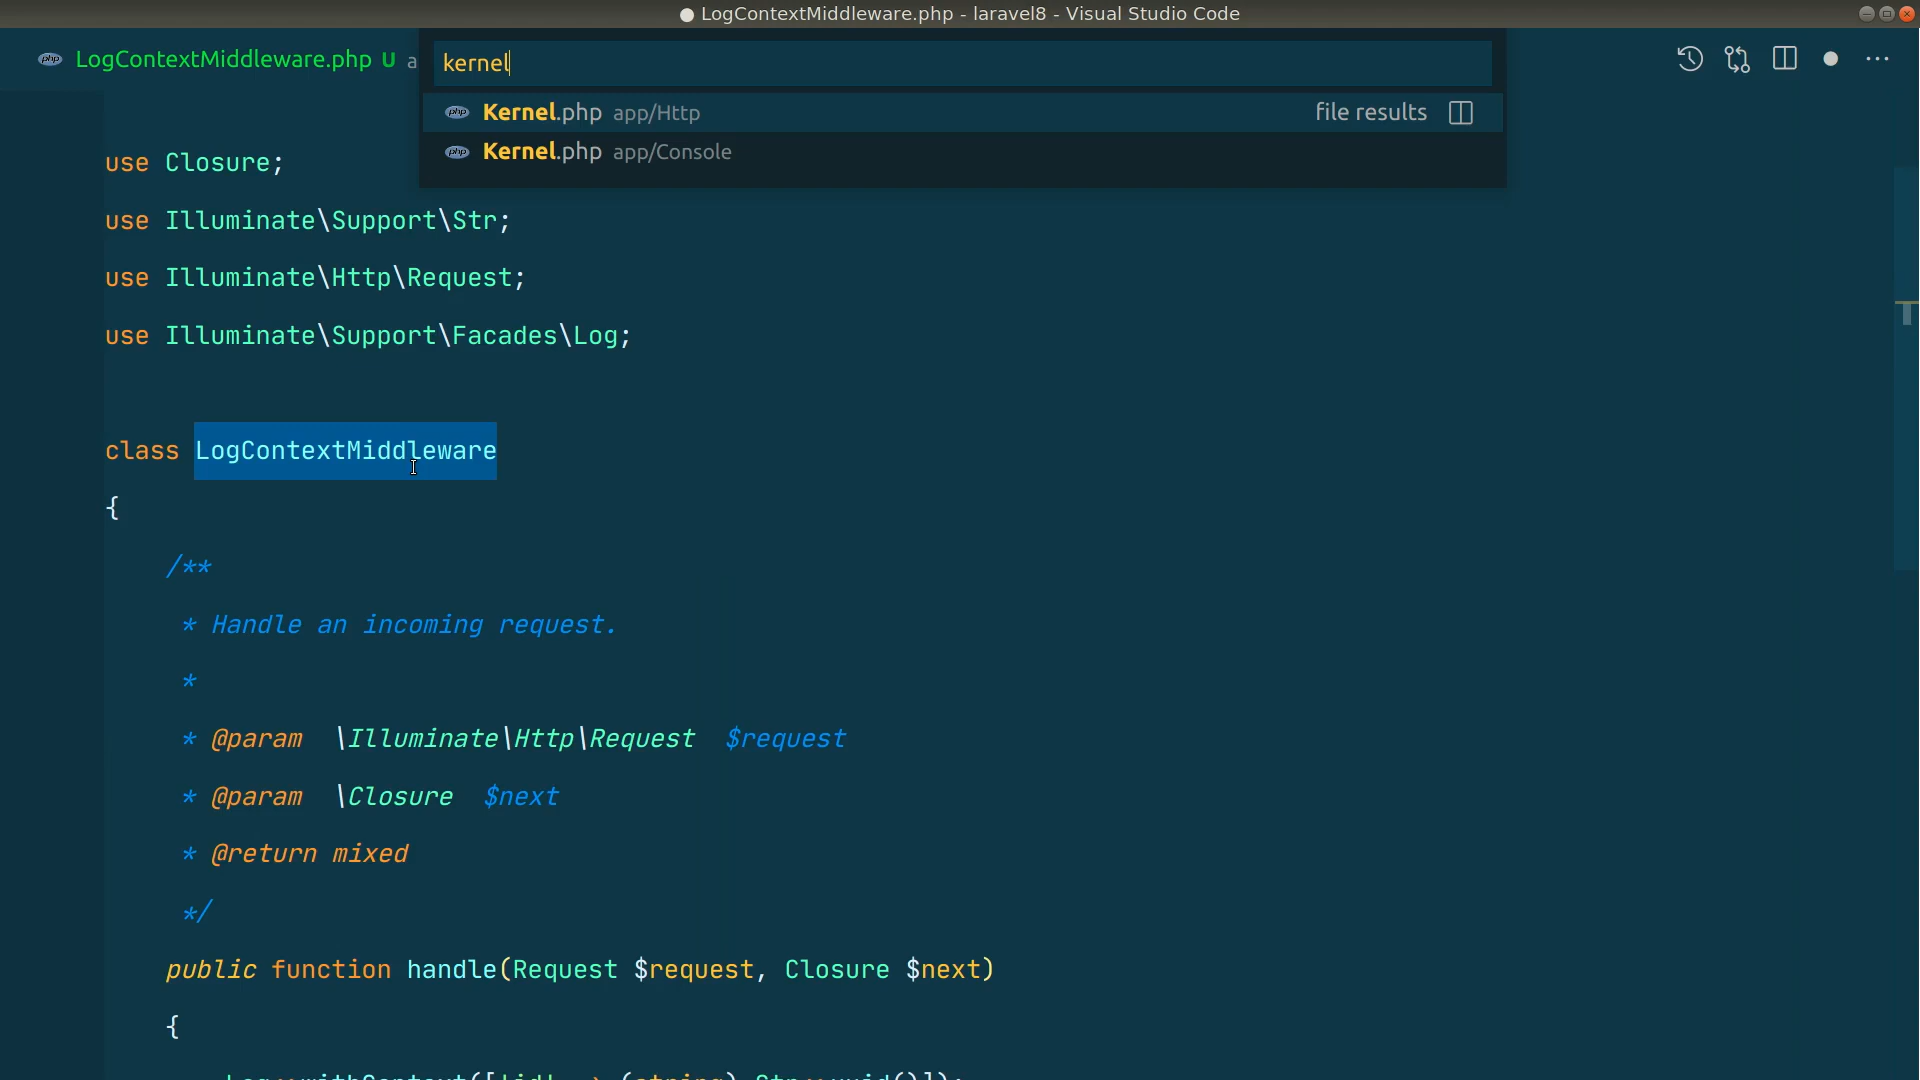 LogContextMiddleware.php - laravel8 - Visual Studio Code
php LogContextMiddleware.php U a
kernel
php Kernel.php app/Http file results
php Kernel.php app/Console
use Closure;
use Illuminate\Support\Str;
use Illuminate\Http\Request;
use Illuminate\Support\Facades\Log;
class LogContextMiddleware
{
/**
* Handle an incoming request.
*
* @param \Illuminate\Http\Request $request
* @param \Closure $next
* @return mixed
*/
public function handle(Request $request, Closure $next)
{